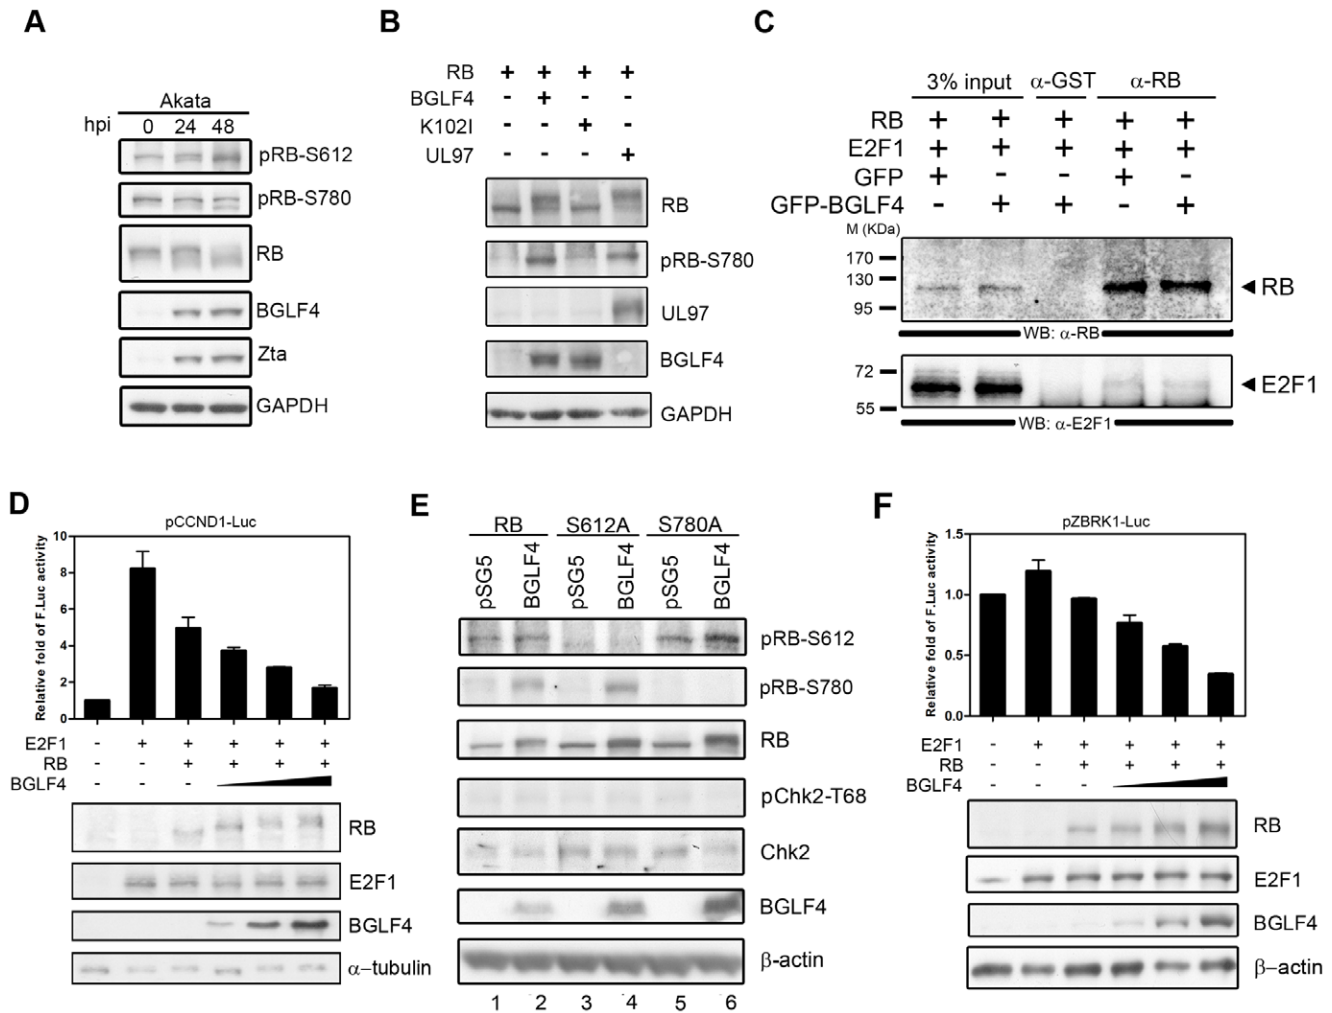 A
Akata
hpi 0 24 48
pRB-S612
pRB-S780
RB
BGLF4
Zta
GAPDH
B
RB + + + +
BGLF4 - + - -
K102I - - + -
UL97 - - - +
RB
pRB-S780
UL97
BGLF4
GAPDH
C
3% input α-GST α-RB
RB + + + + +
E2F1 + + + + +
GFP + - - + -
GFP-BGLF4 - + + - +
M (KDa)
170
130
95
RB
WB: α-RB
72
55
E2F1
WB: α-E2F1
D
pCCND1-Luc
Relative fold of F.Luc activity
10
8
6
4
2
0
E2F1 - + + + + +
RB - - + + + +
BGLF4 - - -
RB
E2F1
BGLF4
α-tubulin
E
RB S612A S780A
pSG5 BGLF4 pSG5 BGLF4 pSG5 BGLF4
pRB-S612
pRB-S780
RB
pChk2-T68
Chk2
BGLF4
β-actin
1 2 3 4 5 6
F
pZBRK1-Luc
Relative fold of F.Luc activity
1.5
1.0
0.5
0.0
E2F1 - + + + + +
RB - - + + + +
BGLF4 - - -
RB
E2F1
BGLF4
β-actin